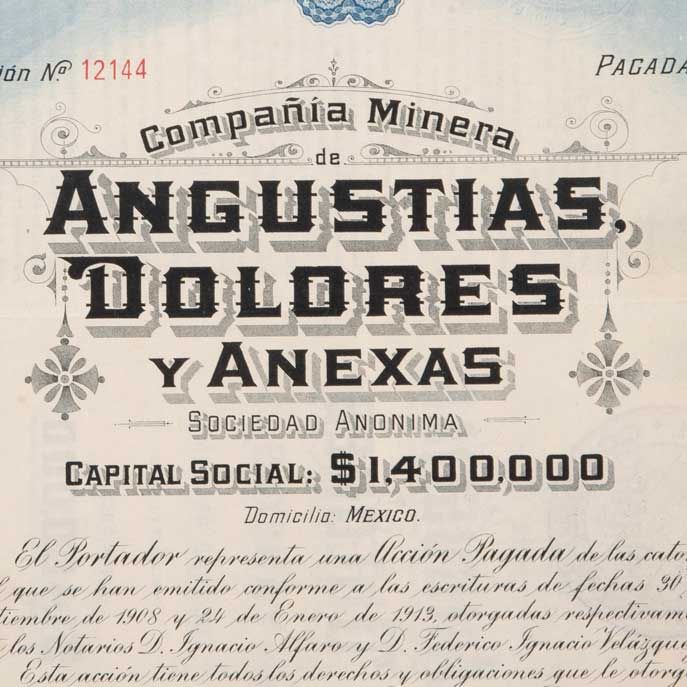 ión Nº 12144
PAGADA
Compañía Minera
de
ANGUSTIAS,
DOLORES
Y ANEXAS
SOCIEDAD ANONIMA
CAPITAL SOCIAL: $1,400,000
Domicilio: MEXICO.
El Portador representa una Acción Pagada de las cato
l que se han emitido conforme a las escrituras de fechas 30
tiembre de 1908 y 24 de Enero de 1913, otorgadas respectivam
los Notarios D. Ignacio Alfaro y D. Federico Ignacio Velázque
Esta acción tiene todos los derechos y obligaciones que le otorg